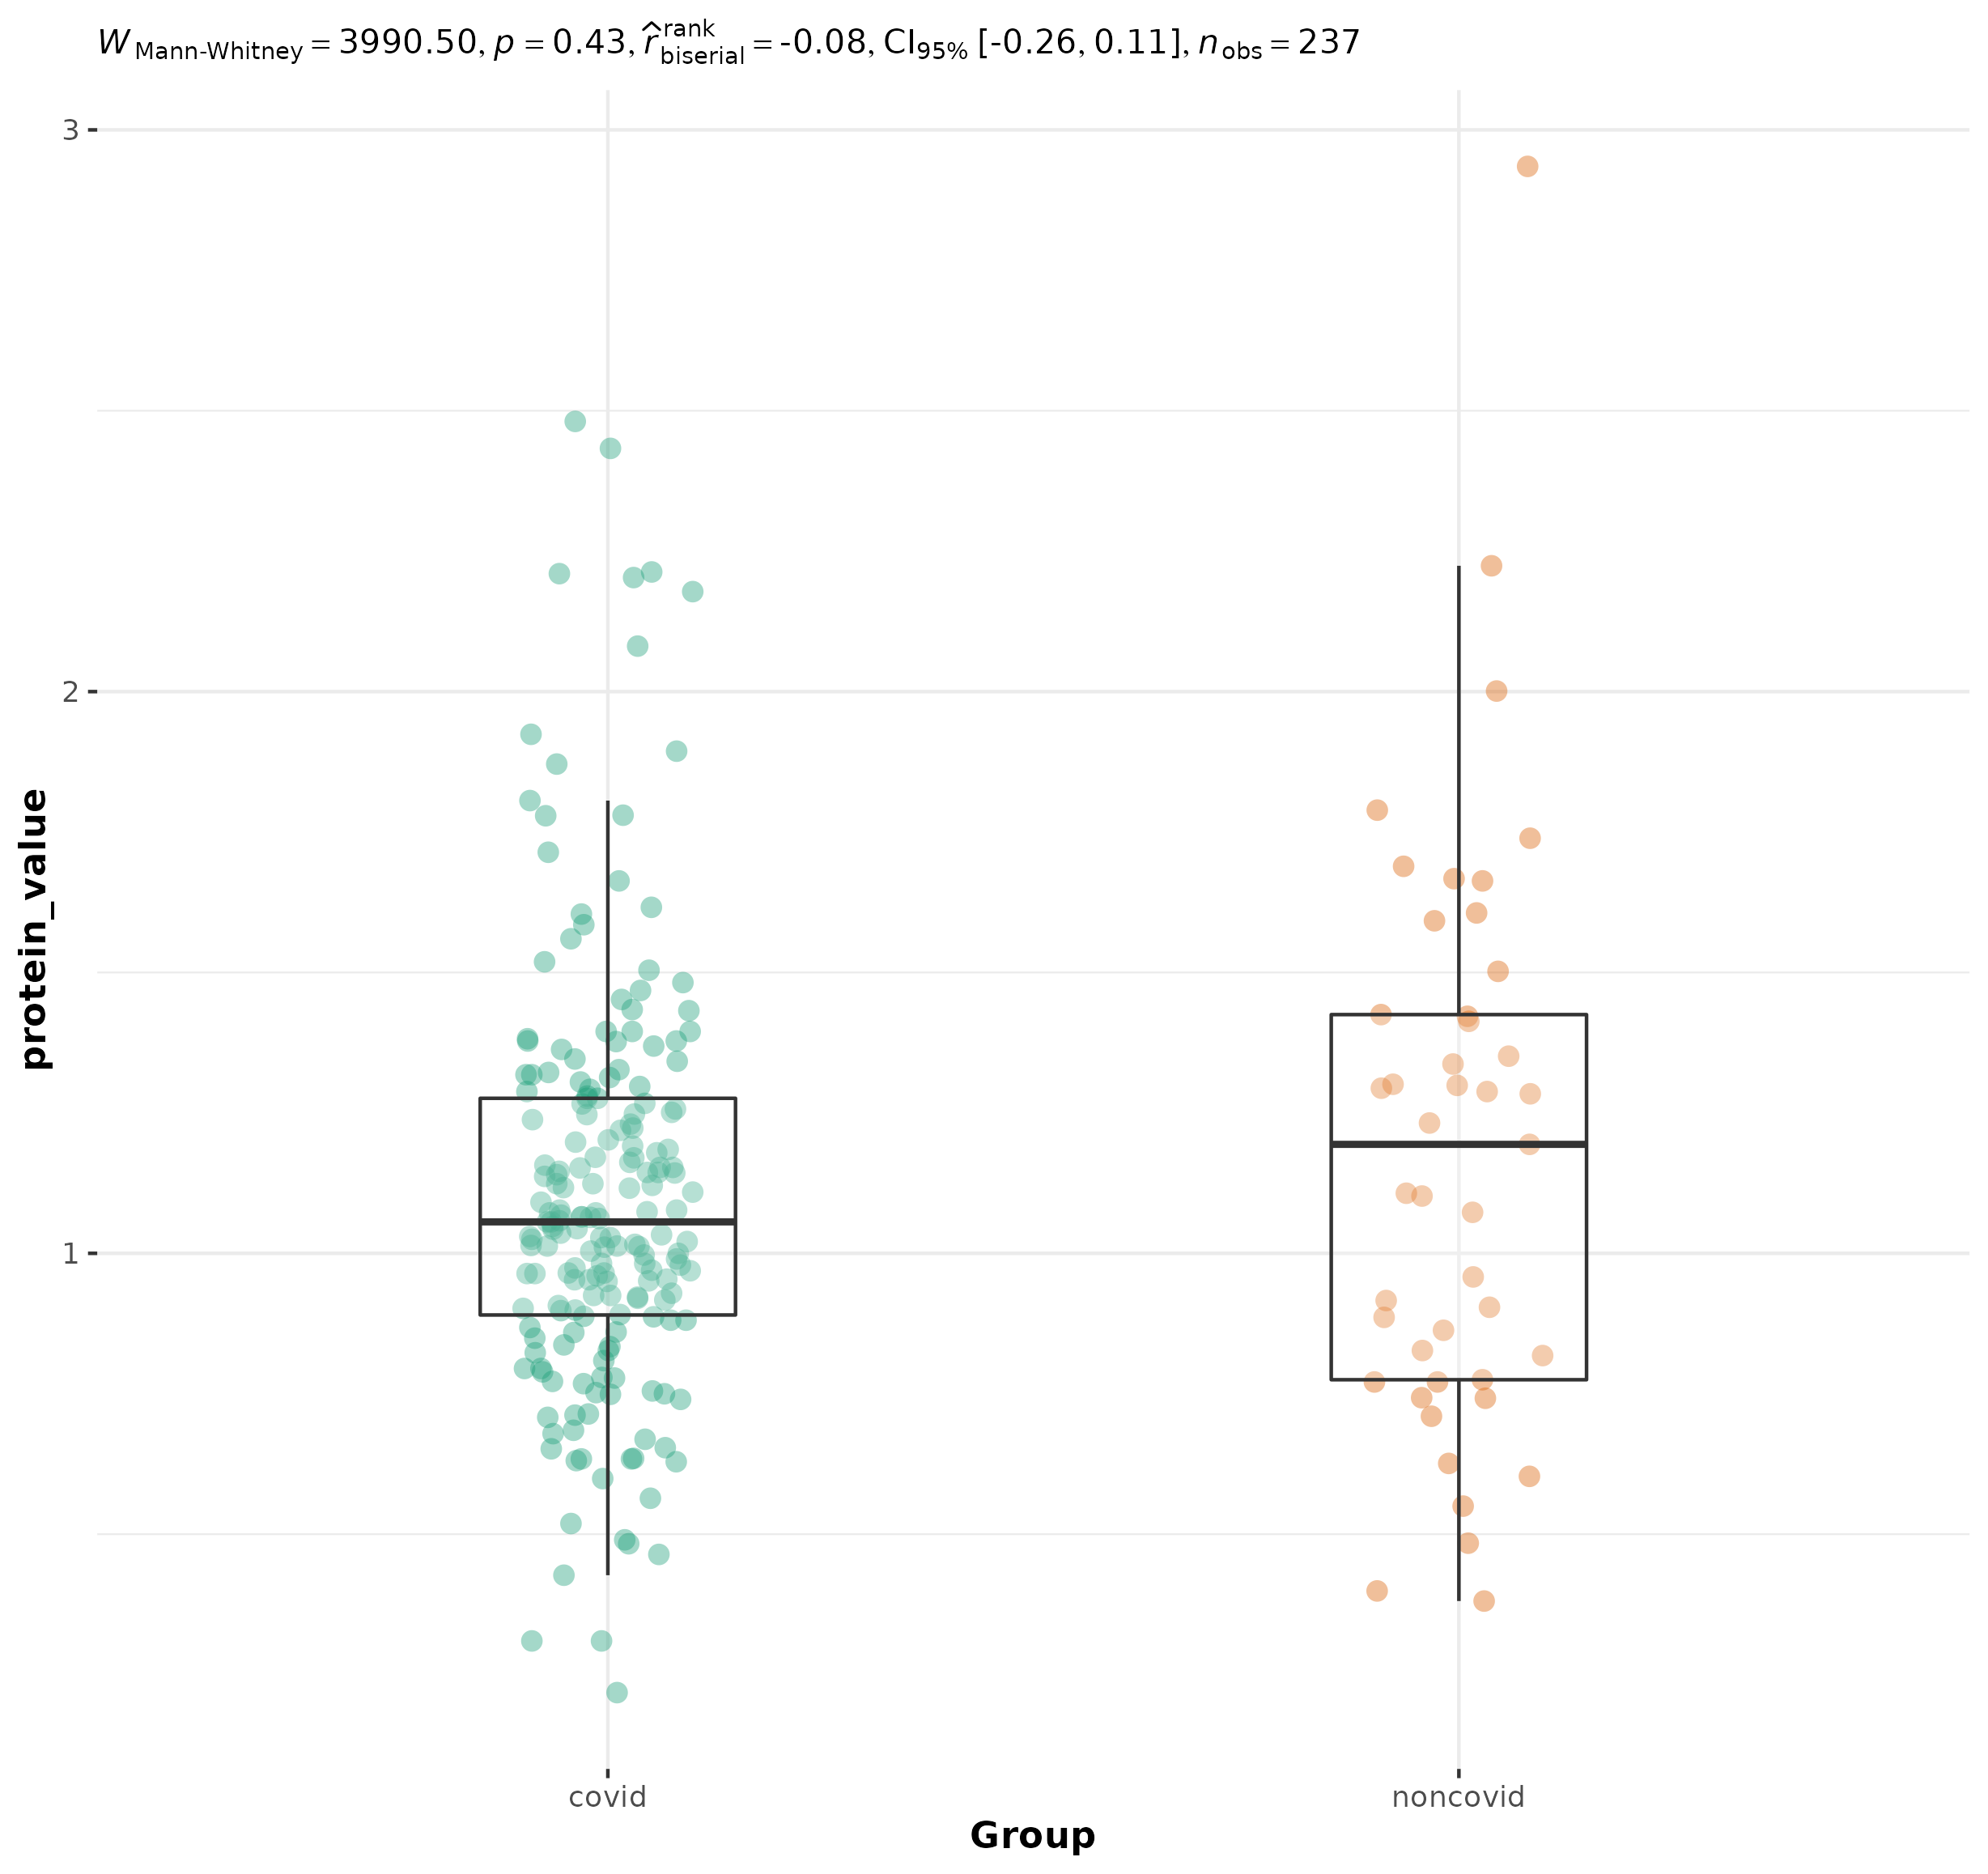 W Mann-Whitney = 3990.50, p = 0.43, r̂ rank biserial = -0.08, CI95% [-0.26, 0.11], nobs = 237
3
2
1
protein_value
covid noncovid
Group